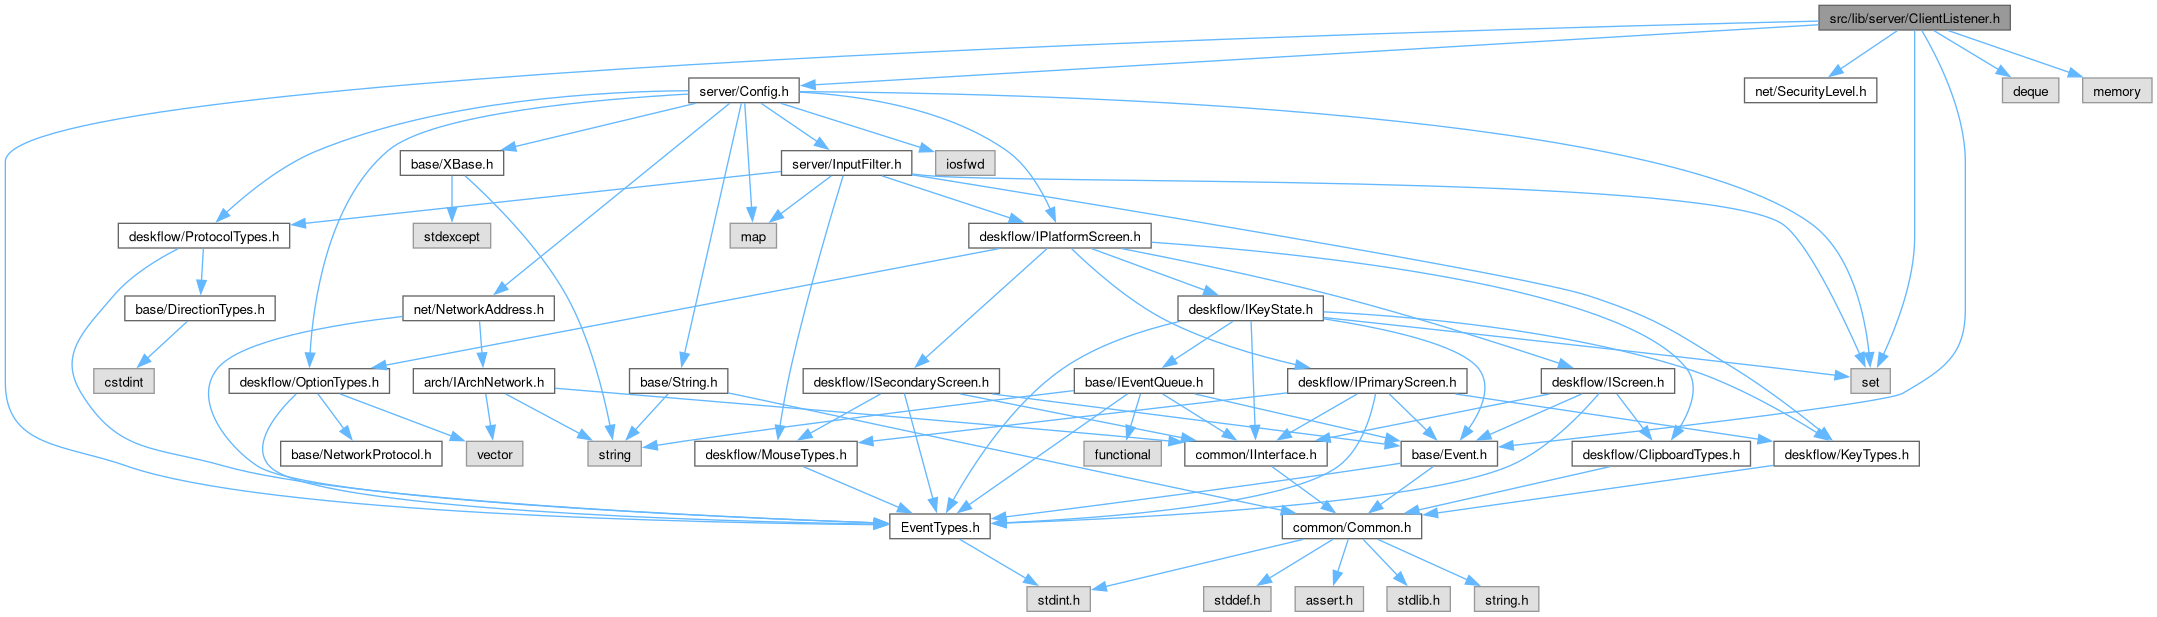 src/lib/server/ClientListener.h
server/Config.h
net/SecurityLevel.h
deque
memory
base/XBase.h
server/InputFilter.h
iosfwd
deskflow/ProtocolTypes.h
stdexcept
map
deskflow/IPlatformScreen.h
base/DirectionTypes.h
net/NetworkAddress.h
deskflow/IKeyState.h
cstdint
deskflow/OptionTypes.h
arch/IArchNetwork.h
base/String.h
deskflow/ISecondaryScreen.h
base/IEventQueue.h
deskflow/IPrimaryScreen.h
deskflow/IScreen.h
set
base/NetworkProtocol.h
vector
string
deskflow/MouseTypes.h
functional
common/IInterface.h
base/Event.h
deskflow/ClipboardTypes.h
deskflow/KeyTypes.h
EventTypes.h
common/Common.h
stdint.h
stddef.h
assert.h
stdlib.h
string.h